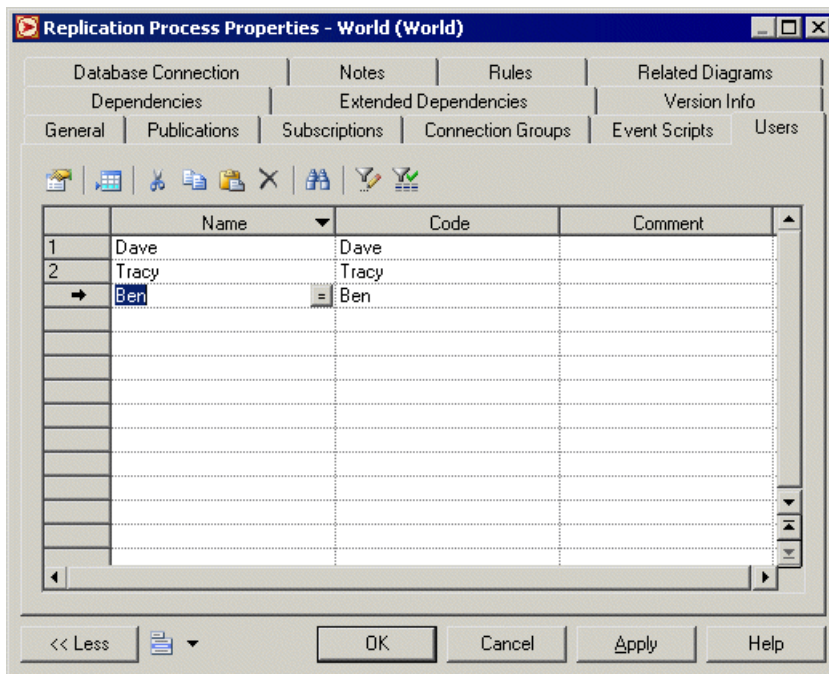 Replication Process Properties - World (World)
Database Connection Notes Rules Related Diagrams
Dependencies Extended Dependencies Version Info
General Publications Subscriptions Connection Groups Event Scripts Users
Name Code Comment
1 Dave Dave
2 Tracy Tracy
Ben = Ben
<< Less OK Cancel Apply Help